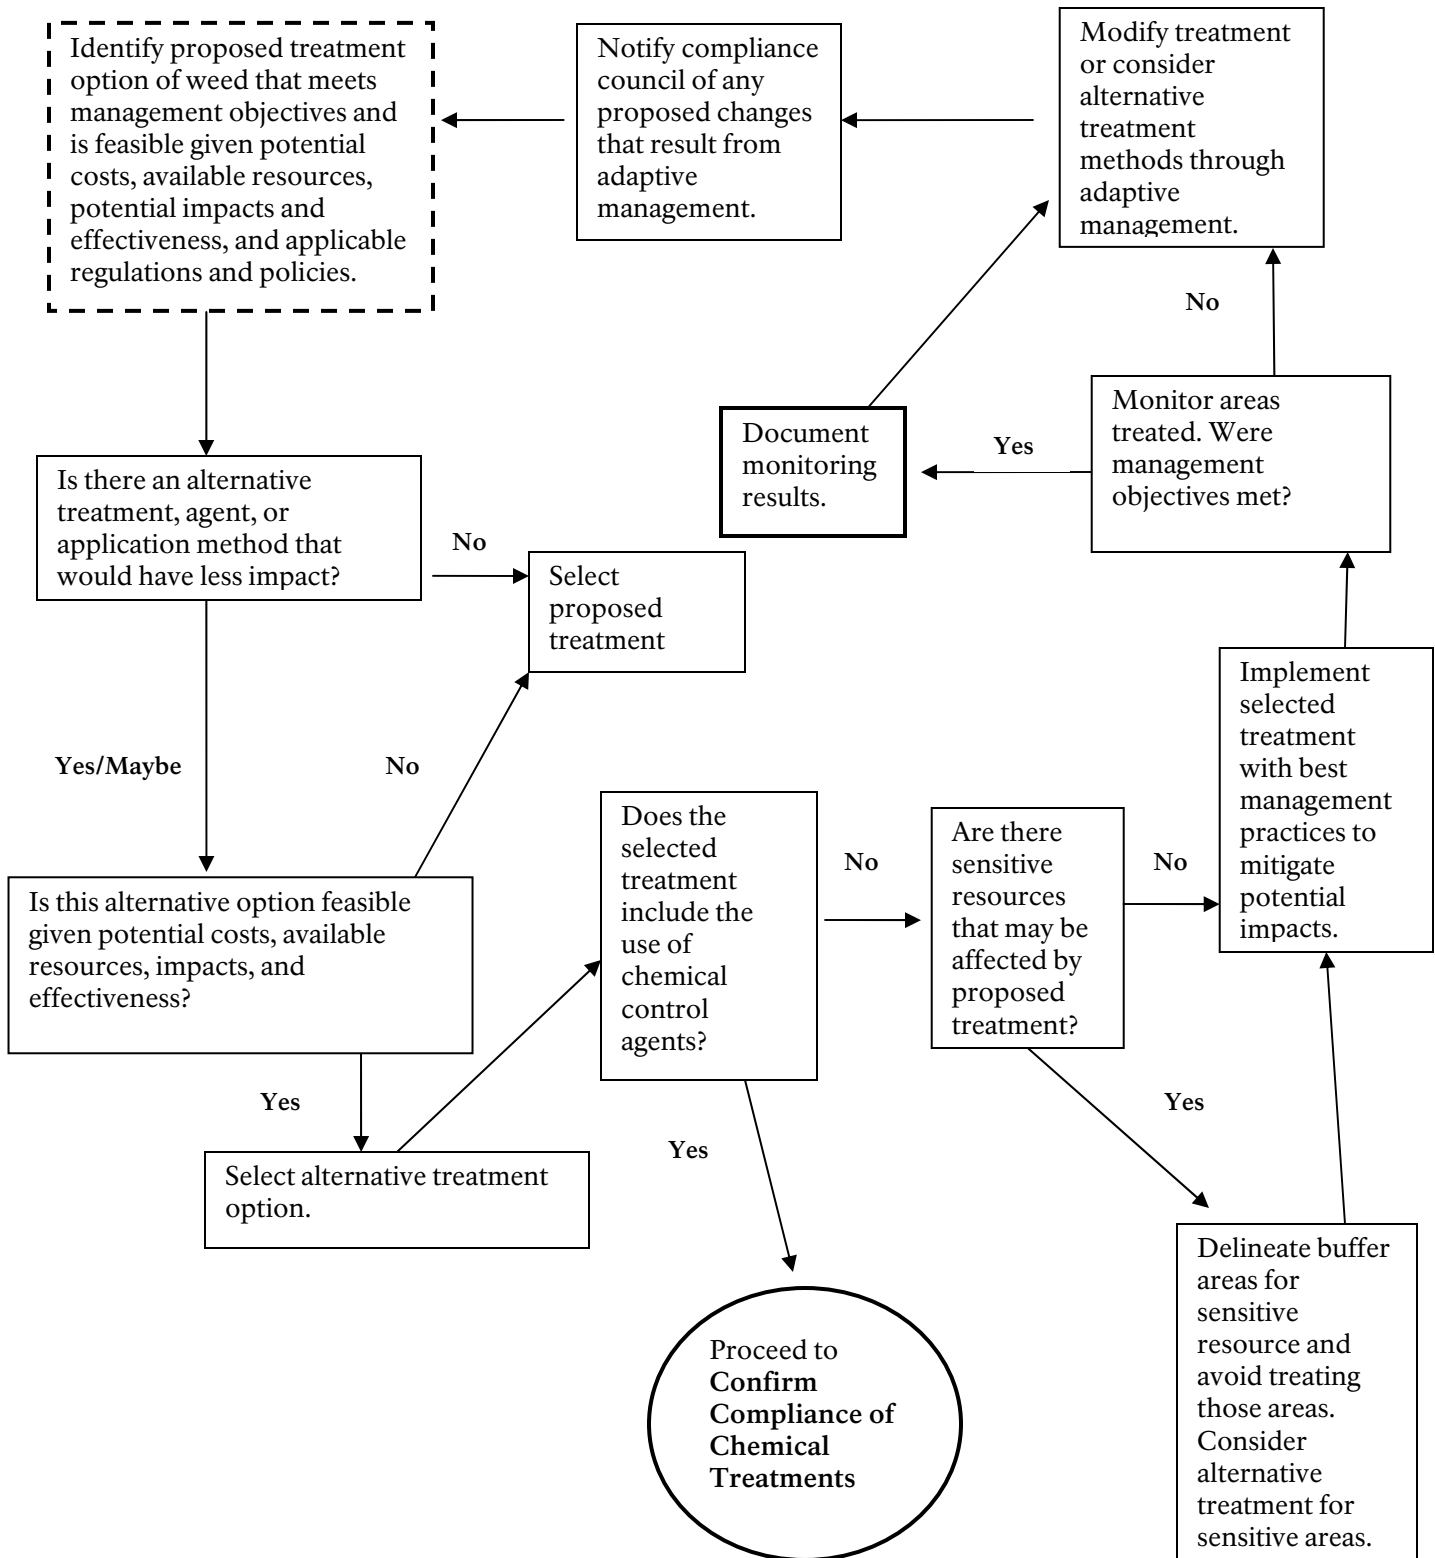 Identify proposed treatment
option of weed that meets
management objectives and
is feasible given potential
costs, available resources,
potential impacts and
effectiveness, and applicable
regulations and policies.
Notify compliance
council of any
proposed changes
that result from
adaptive
management.
Modify treatment
or consider
alternative
treatment
methods through
adaptive
management.
No
Monitor areas
treated. Were
management
objectives met?
Yes
Document
monitoring
results.
Is there an alternative
treatment, agent, or
application method that
would have less impact?
No
Select
proposed
treatment
Yes/Maybe
No
Is this alternative option feasible
given potential costs, available
resources, impacts, and
effectiveness?
Yes
Select alternative treatment
option.
Does the
selected
treatment
include the
use of
chemical
control
agents?
No
Yes
Are there
sensitive
resources
that may be
affected by
proposed
treatment?
No
Yes
Implement
selected
treatment
with best
management
practices to
mitigate
potential
impacts.
Proceed to
Confirm
Compliance of
Chemical
Treatments
Delineate buffer
areas for
sensitive
resource and
avoid treating
those areas.
Consider
alternative
treatment for
sensitive areas.